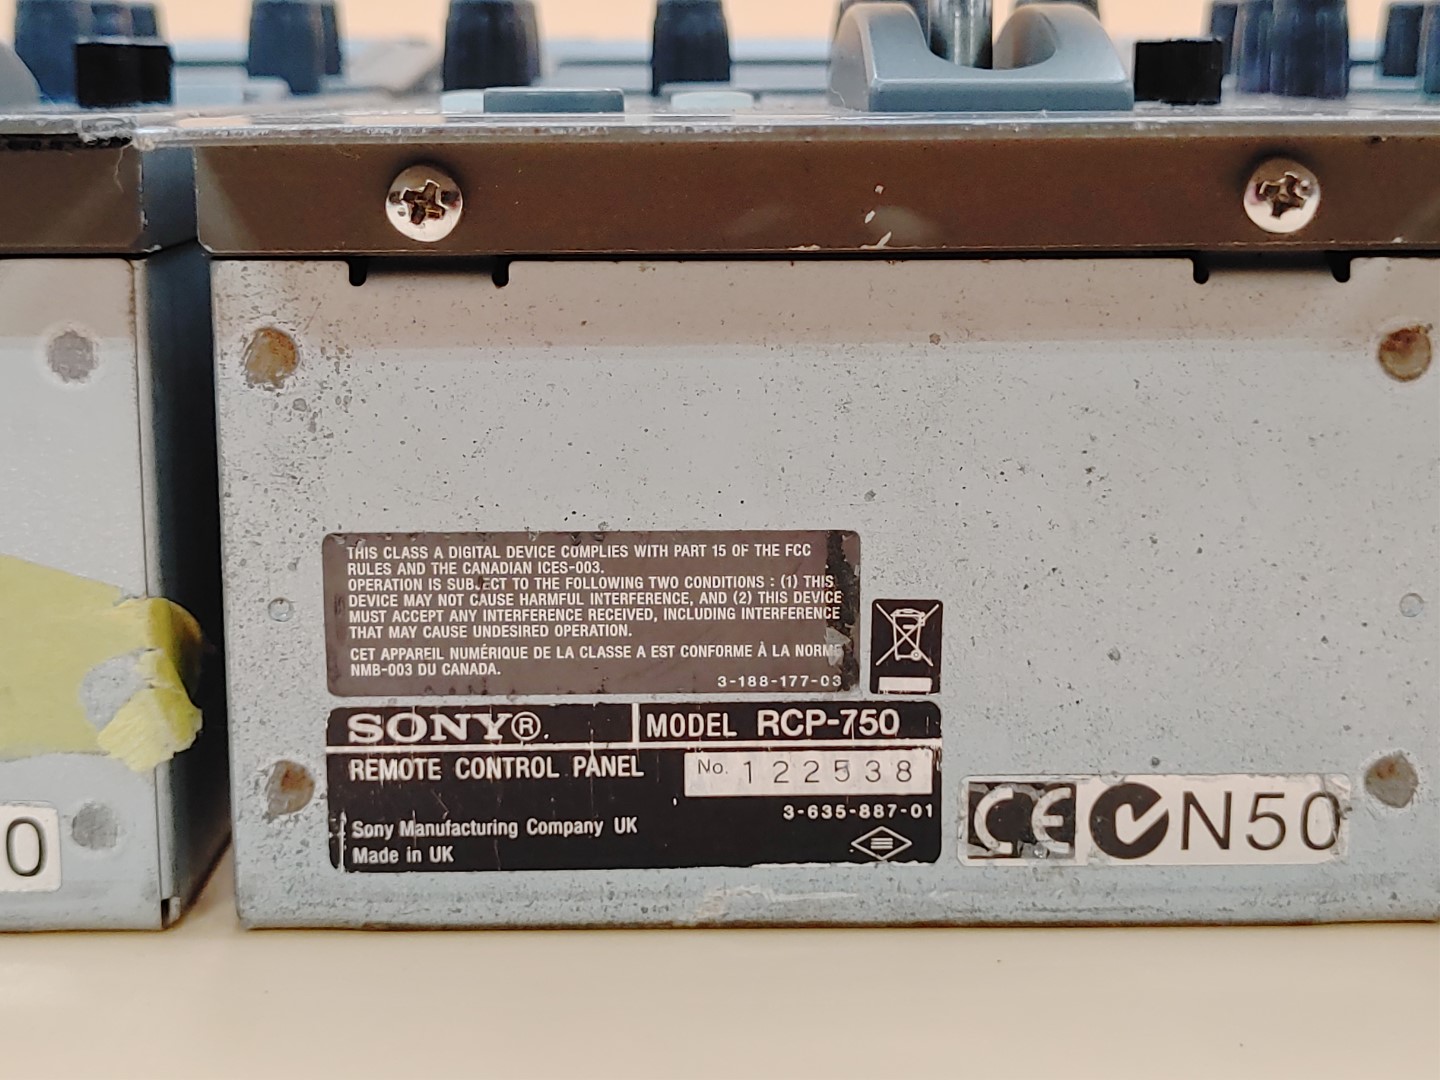 THIS CLASS A DIGITAL DEVICE COMPLIES WITH PART 15 OF THE FCC
RULES AND THE CANADIAN ICES-003.
OPERATION IS SUBJECT TO THE FOLLOWING TWO CONDITIONS : (1) THIS
DEVICE MAY NOT CAUSE HARMFUL INTERFERENCE, AND (2) THIS DEVICE
MUST ACCEPT ANY INTERFERENCE RECEIVED, INCLUDING INTERFERENCE
THAT MAY CAUSE UNDESIRED OPERATION.
CET APPAREIL NUMÉRIQUE DE LA CLASSE A EST CONFORME À LA NORME
NMB-003 DU CANADA.
3-188-177-03
SONY®.
MODEL RCP-750
REMOTE CONTROL PANEL
No. 122538
3-635-887-01
Sony Manufacturing Company UK
Made in UK
CE N50
0